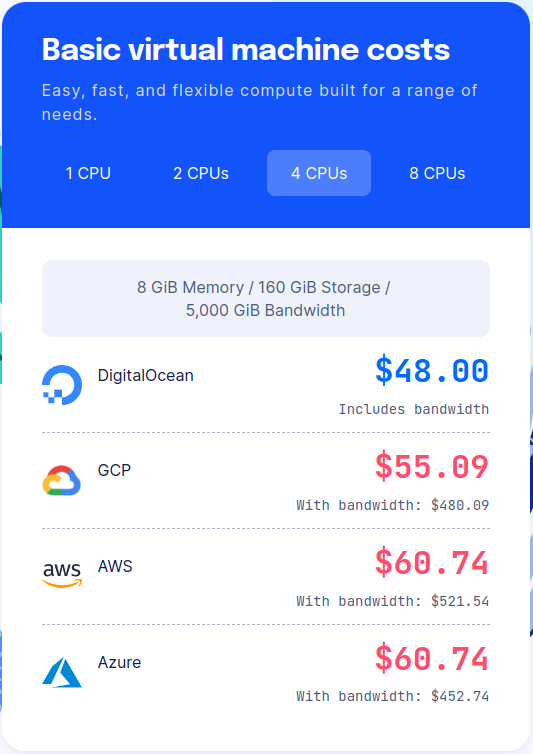 Basic virtual machine costs
Easy, fast, and flexible compute built for a range of
needs.
1 CPU 2 CPUs 4 CPUs 8 CPUs
8 GiB Memory / 160 GiB Storage /
5,000 GiB Bandwidth
DigitalOcean $48.00
Includes bandwidth
GCP $55.09
With bandwidth: $480.09
aws AWS $60.74
With bandwidth: $521.54
Azure $60.74
With bandwidth: $452.74